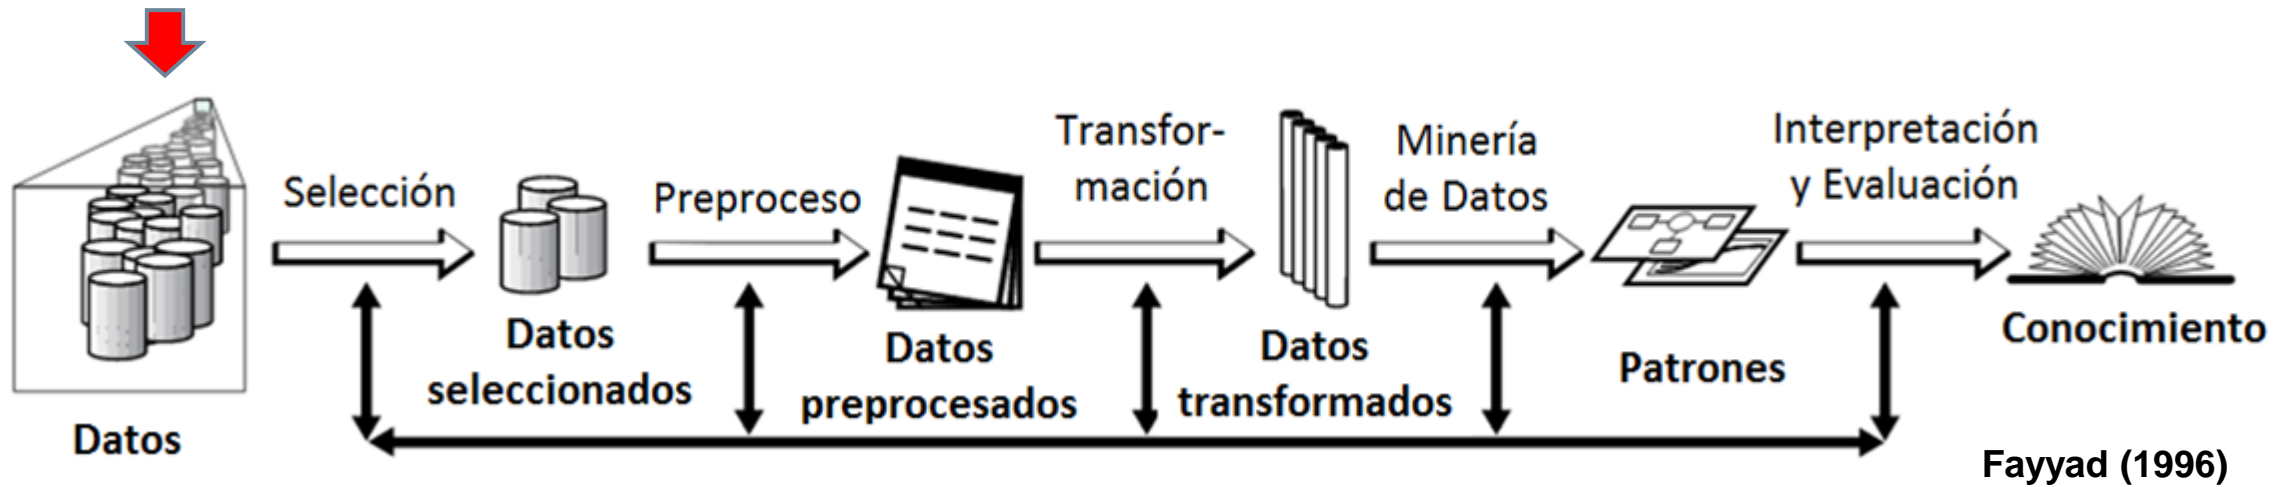 Datos
Selección
Datos
seleccionados
Preproceso
Datos
preprocesados
Transfor-
mación
Datos
transformados
Minería
de Datos
Patrones
Interpretación
y Evaluación
Conocimiento
Fayyad (1996)